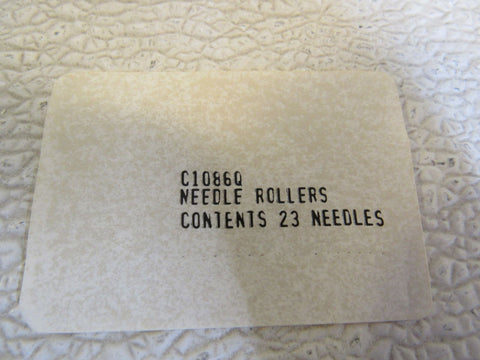 C1086Q
NEEDLE ROLLERS
CONTENTS 23 NEEDLES